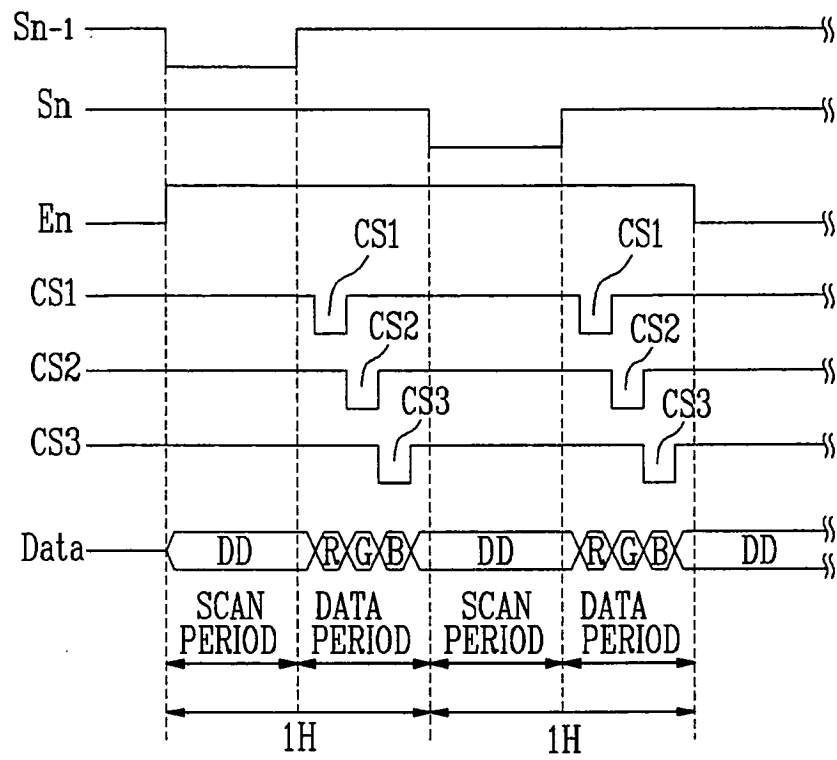 Sn-1
Sn
En
CS1
CS1
CS1
CS2
CS2
CS2
CS3
CS3
CS3
Data
DD R G B DD R G B DD
SCAN PERIOD
DATA PERIOD
SCAN PERIOD
DATA PERIOD
1H
1H